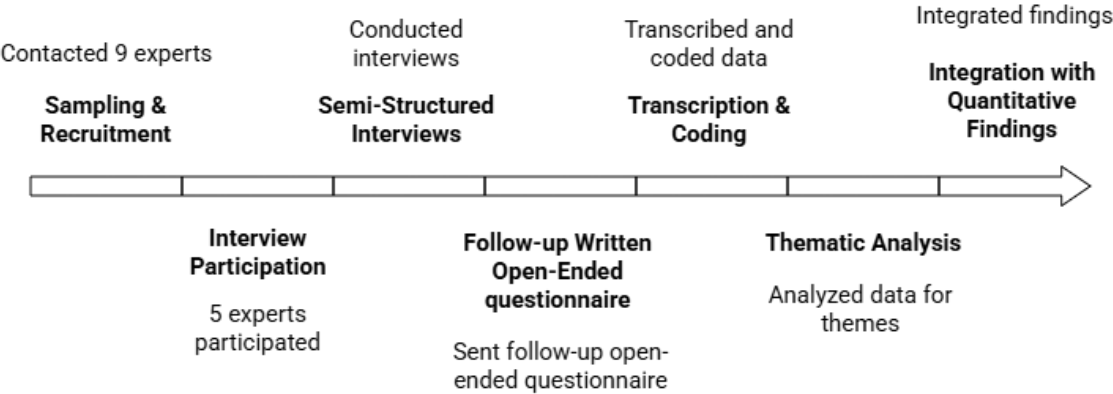 Contacted 9 experts
Sampling &
Recruitment
Interview
Participation
5 experts
participated
Conducted
interviews
Semi-Structured
Interviews
Follow-up Written
Open-Ended
questionnaire
Sent follow-up open-
ended questionnaire
Transcribed and
coded data
Transcription &
Coding
Thematic Analysis
Analyzed data for
themes
Integrated findings
Integration with
Quantitative
Findings